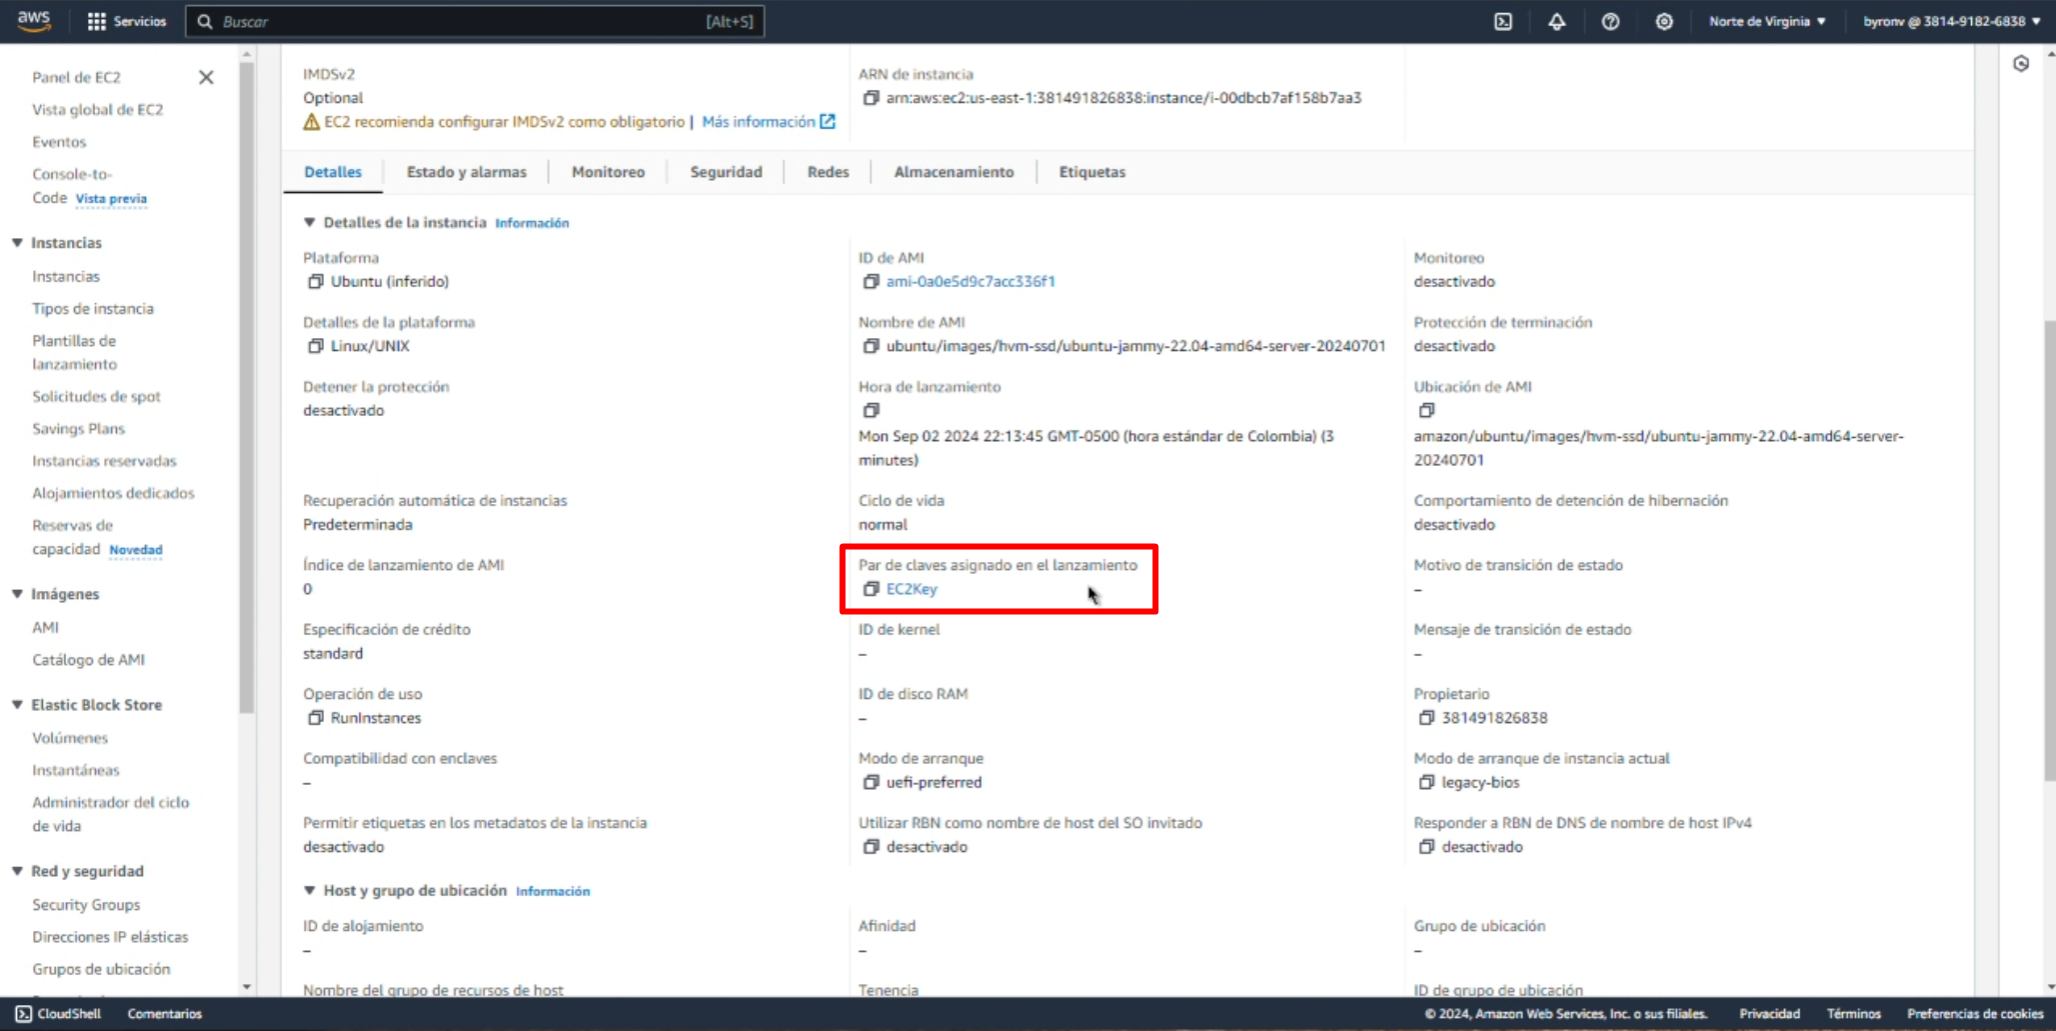 aws
Servicios
Buscar
[Alt+S]
Norte de Virginia
byronv @ 3814-9182-6838
Panel de EC2
Vista global de EC2
Eventos
Console-to-
Code Vista previa
Instancias
Instancias
Tipos de instancia
Plantillas de
lanzamiento
Solicitudes de spot
Savings Plans
Instancias reservadas
Alojamientos dedicados
Reservas de
capacidad Novedad
Imágenes
AMI
Catálogo de AMI
Elastic Block Store
Volúmenes
Instantáneas
Administrador del ciclo
de vida
Red y seguridad
Security Groups
Direcciones IP elásticas
Grupos de ubicación
IMDSv2
Optional
EC2 recomienda configurar IMDSv2 como obligatorio | Más información
ARN de instancia
arn:aws:ec2:us-east-1:381491826838:instance/i-00dbcb7af158b7aa3
Detalles
Estado y alarmas
Monitoreo
Seguridad
Redes
Almacenamiento
Etiquetas
Detalles de la instancia Información
Plataforma
Ubuntu (inferido)
ID de AMI
ami-0a0e5d9c7acc336f1
Monitoreo
desactivado
Detalles de la plataforma
Linux/UNIX
Nombre de AMI
ubuntu/images/hvm-ssd/ubuntu-jammy-22.04-amd64-server-20240701
Protección de terminación
desactivado
Detener la protección
desactivado
Hora de lanzamiento
Mon Sep 02 2024 22:13:45 GMT-0500 (hora estándar de Colombia) (3
minutes)
Ubicación de AMI
amazon/ubuntu/images/hvm-ssd/ubuntu-jammy-22.04-amd64-server-
20240701
Recuperación automática de instancias
Predeterminada
Ciclo de vida
normal
Comportamiento de detención de hibernación
desactivado
Índice de lanzamiento de AMI
0
Par de claves asignado en el lanzamiento
EC2Key
Motivo de transición de estado
–
Especificación de crédito
standard
ID de kernel
–
Mensaje de transición de estado
–
Operación de uso
RunInstances
ID de disco RAM
–
Propietario
381491826838
Compatibilidad con enclaves
–
Modo de arranque
uefi-preferred
Modo de arranque de instancia actual
legacy-bios
Permitir etiquetas en los metadatos de la instancia
desactivado
Utilizar RBN como nombre de host del SO invitado
desactivado
Responder a RBN de DNS de nombre de host IPv4
desactivado
Host y grupo de ubicación Información
ID de alojamiento
–
Afinidad
–
Grupo de ubicación
–
Nombre del grupo de recursos de host
Tenencia
ID de grupo de ubicación
CloudShell
Comentarios
© 2024, Amazon Web Services, Inc. o sus filiales.
Privacidad
Términos
Preferencias de cookies